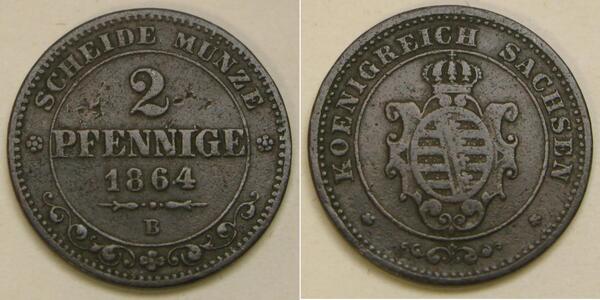 SCHEIDE MÜNZE
2
PFENNIGE
1864
B
KOENIGREICH SACHSEN